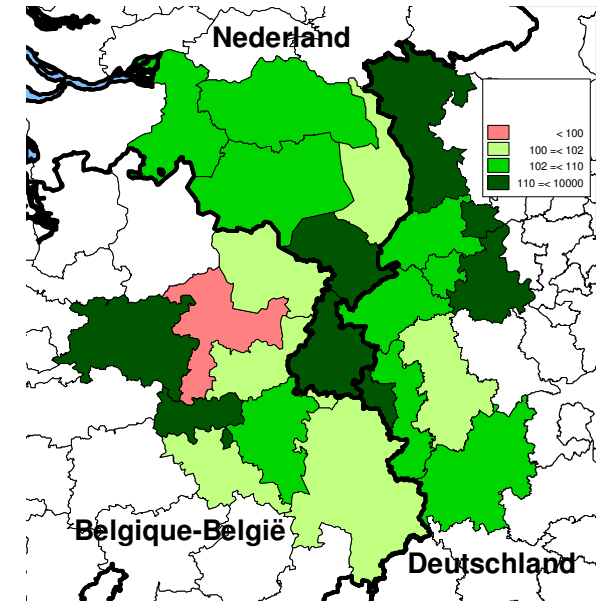 Nederland
< 100
100 =< 102
102 =< 110
110 =< 10000
Belgique-België
Deutschland